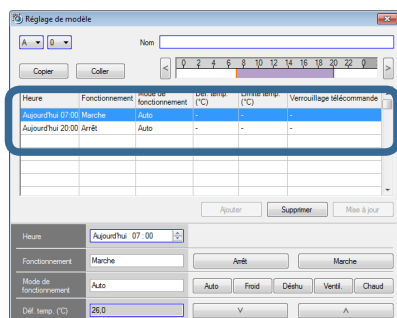 Réglage de modèle
A 0 Nom
Copier Coller < 0 2 4 6 8 10 12 14 16 18 20 22 0 >
Heure Fonctionnement Mode de fonctionnement Déf. temp. (°C) Limite temp. (°C) Verrouillage télécommande
Aujourd'hui 07:00 Marche Auto - - -
Aujourd'hui 20:00 Arrêt Auto - - -
Ajouter Supprimer Mise à jour
Heure Aujourd'hui 07:00
Fonctionnement Marche Arrêt Marche
Mode de fonctionnement Auto Auto Froid Déshu Ventil. Chaud
Déf. temp. (°C) 26,0 V Λ